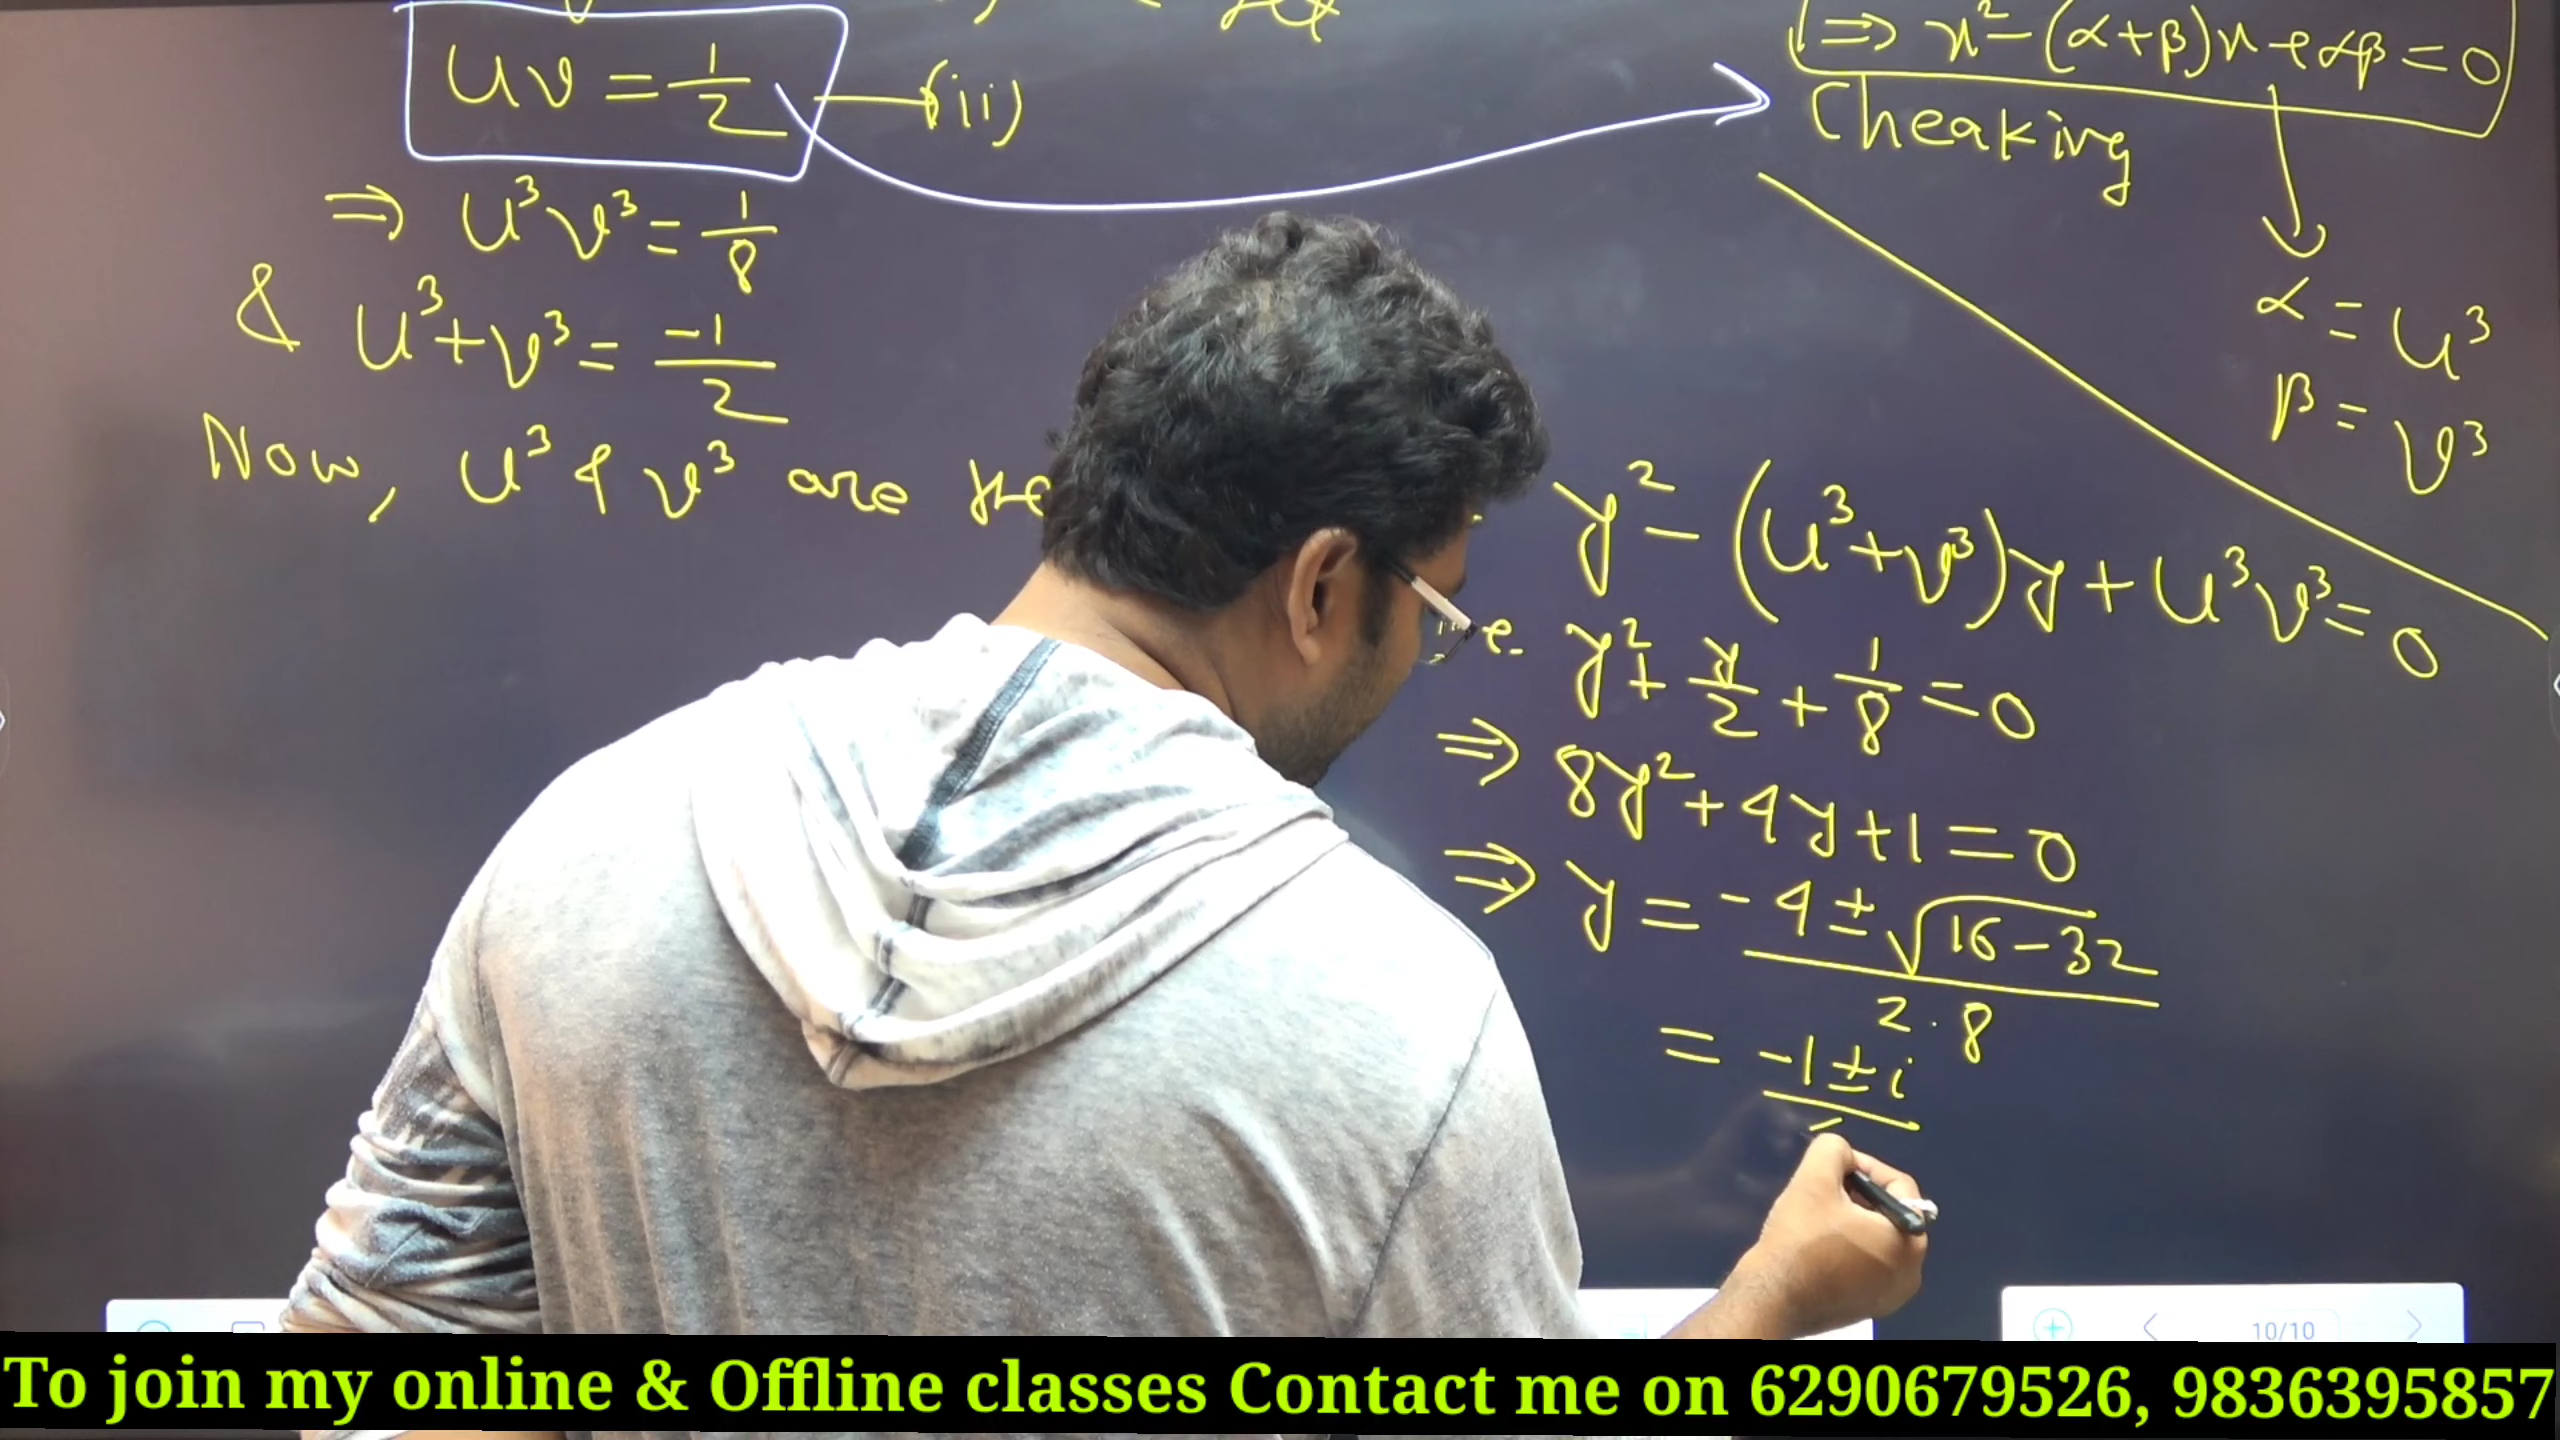 uv = 1/2 —(ii)
⇒ u³v³ = 1/8
& u³+v³ = -1/2
Now, u³ & v³ are the
⇒ x² - (α+β)x + αβ = 0
Cheaking
α = u³
β = v³
y² - (u³+v³)y + u³v³ = 0
i.e. y² + y/2 + 1/8 = 0
⇒ 8y² + 4y + 1 = 0
⇒ y = (-4 ± √(16-32))/(2.8)
= -1 ± i
10/10
To join my online & Offline classes Contact me on 6290679526, 9836395857